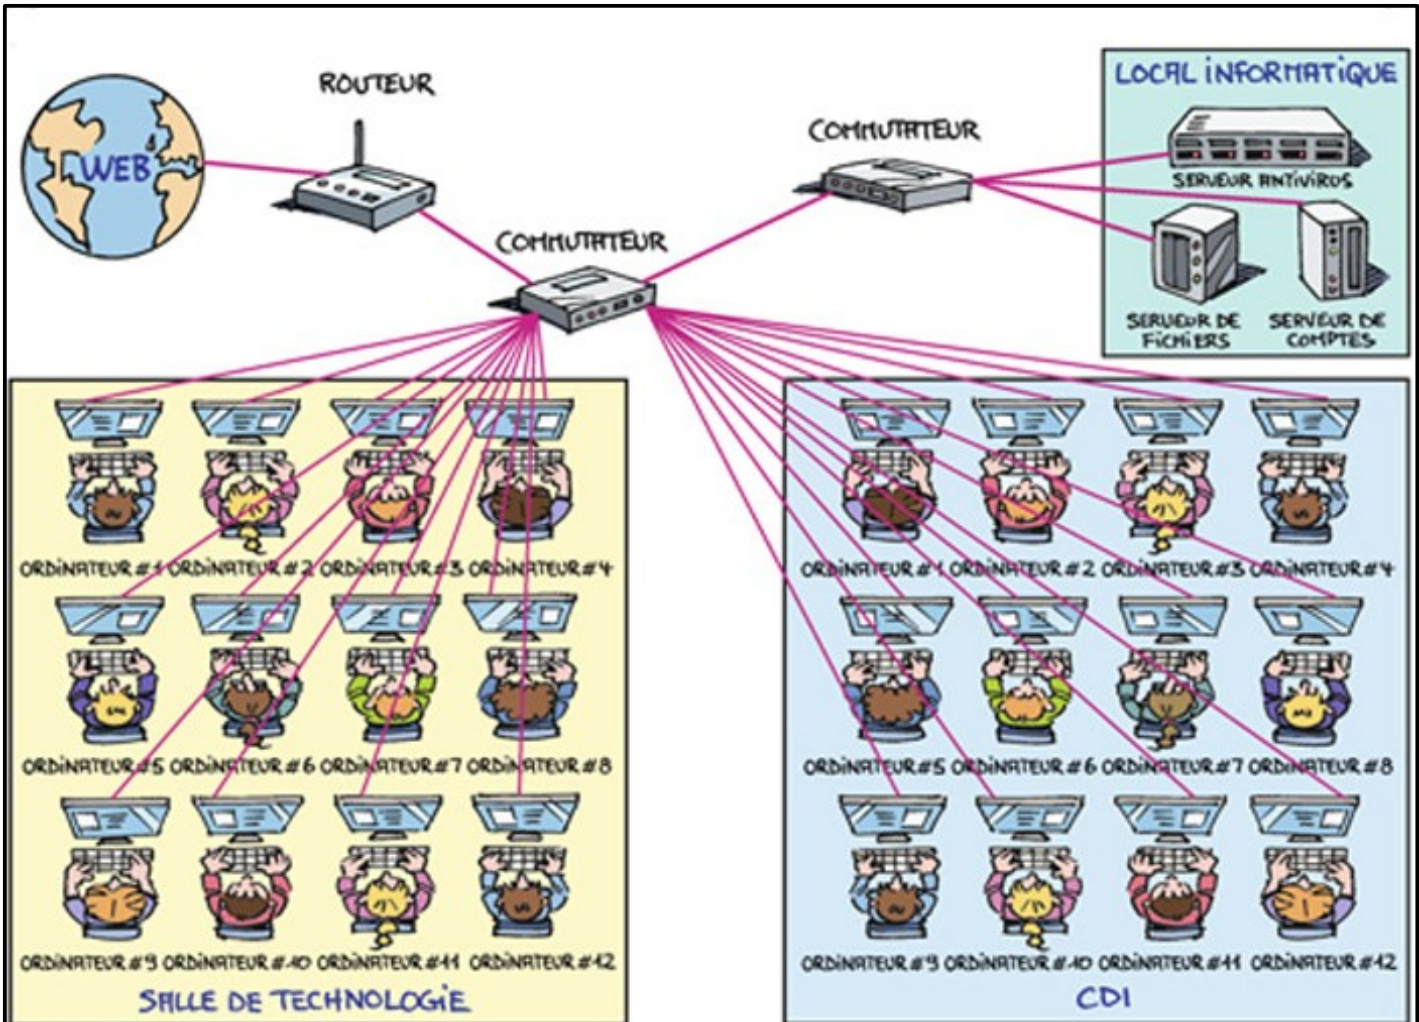 ROUTEUR
WEB
COMMUTATEUR
COMMUTATEUR
LOCAL INFORMATIQUE
SERVEUR ANTIVIRUS
SERVEUR DE
FICHIERS
SERVEUR DE
COMPTES
ORDINATEUR #1 ORDINATEUR #2 ORDINATEUR #3 ORDINATEUR #4
ORDINATEUR #5 ORDINATEUR #6 ORDINATEUR #7 ORDINATEUR #8
ORDINATEUR #9 ORDINATEUR #10 ORDINATEUR #11 ORDINATEUR #12
SALLE DE TECHNOLOGIE
ORDINATEUR #1 ORDINATEUR #2 ORDINATEUR #3 ORDINATEUR #4
ORDINATEUR #5 ORDINATEUR #6 ORDINATEUR #7 ORDINATEUR #8
ORDINATEUR #9 ORDINATEUR #10 ORDINATEUR #11 ORDINATEUR #12
CDI